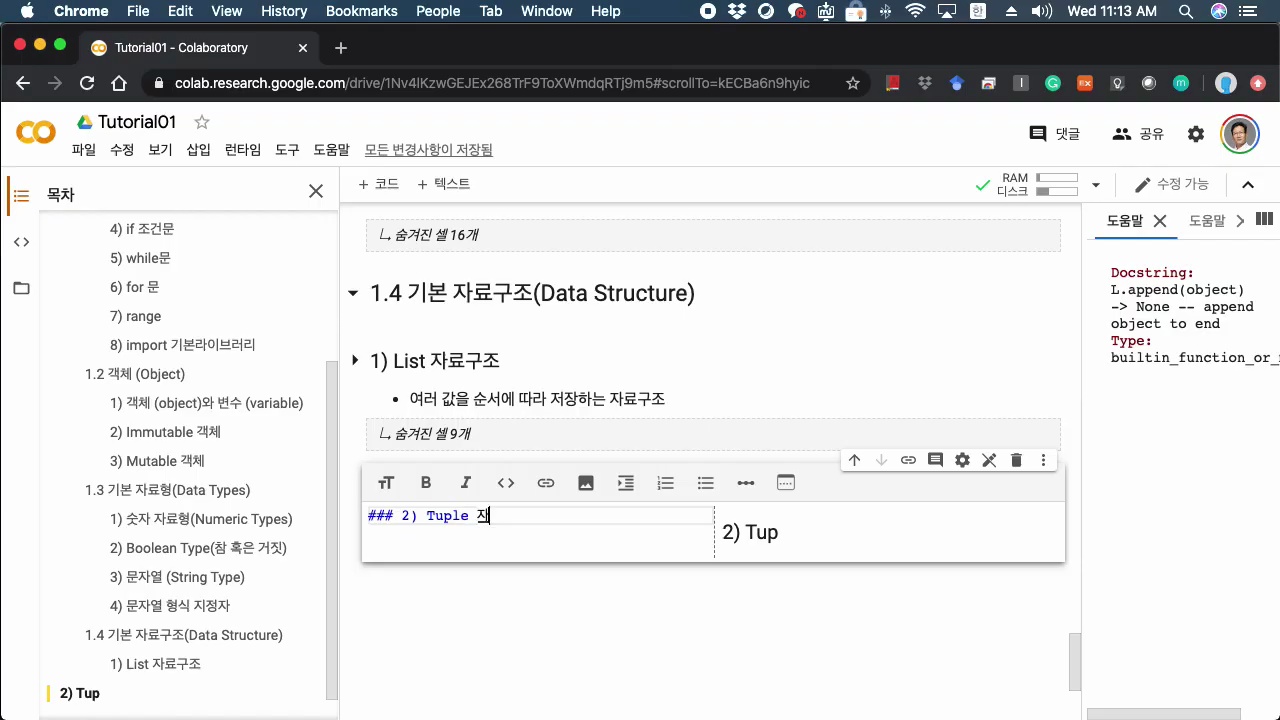 Chrome File Edit View History Bookmarks People Tab Window Help
한
Wed 11:13 AM
Tutorial01 - Colaboratory
colab.research.google.com/drive/1Nv4lKzwGEJEx268TrF9ToXWmdqRTj9m5#scrollTo=kECBa6n9hyic
Tutorial01
댓글
공유
파일 수정 보기 삽입 런타임 도구 도움말 모든 변경사항이 저장됨
목차
+ 코드 + 텍스트
RAM
디스크
수정 가능
4) if 조건문
5) while문
6) for 문
7) range
8) import 기본라이브러리
1.2 객체 (Object)
1) 객체 (object)와 변수 (variable)
2) Immutable 객체
3) Mutable 객체
1.3 기본 자료형(Data Types)
1) 숫자 자료형(Numeric Types)
2) Boolean Type(참 혹은 거짓)
3) 문자열 (String Type)
4) 문자열 형식 지정자
1.4 기본 자료구조(Data Structure)
1) List 자료구조
2) Tup
숨겨진 셀 16개
1.4 기본 자료구조(Data Structure)
1) List 자료구조
• 여러 값을 순서에 따라 저장하는 자료구조
숨겨진 셀 9개
### 2) Tuple 자
2) Tup
도움말 도움말
Docstring:
L.append(object)
-> None -- append
object to end
Type:
builtin_function_or_